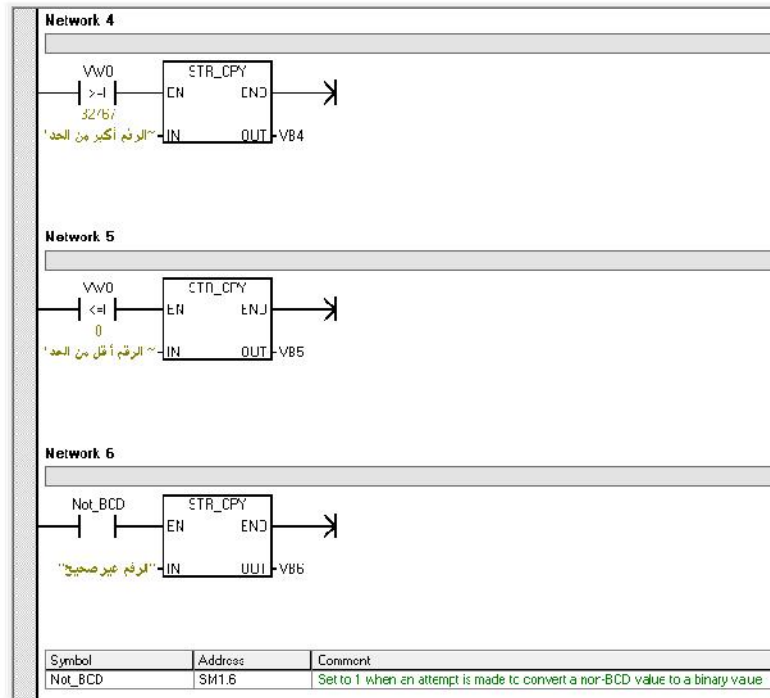 Network 4
VW0
STR_CPY
>=I
EN
ENO
32767
"الرقم أكبر من الحد~
IN
OUT
VB4
Network 5
VW0
STR_CPY
<=I
EN
ENO
0
"الرقم أقل من الحد~
IN
OUT
VB5
Network 6
Not_BCD
STR_CPY
EN
ENO
"الرقم غير صحيح"
IN
OUT
VB6
Symbol Address Comment
Not_BCD SM1.6 Set to 1 when an attempt is made to convert a non-BCD value to a binary value